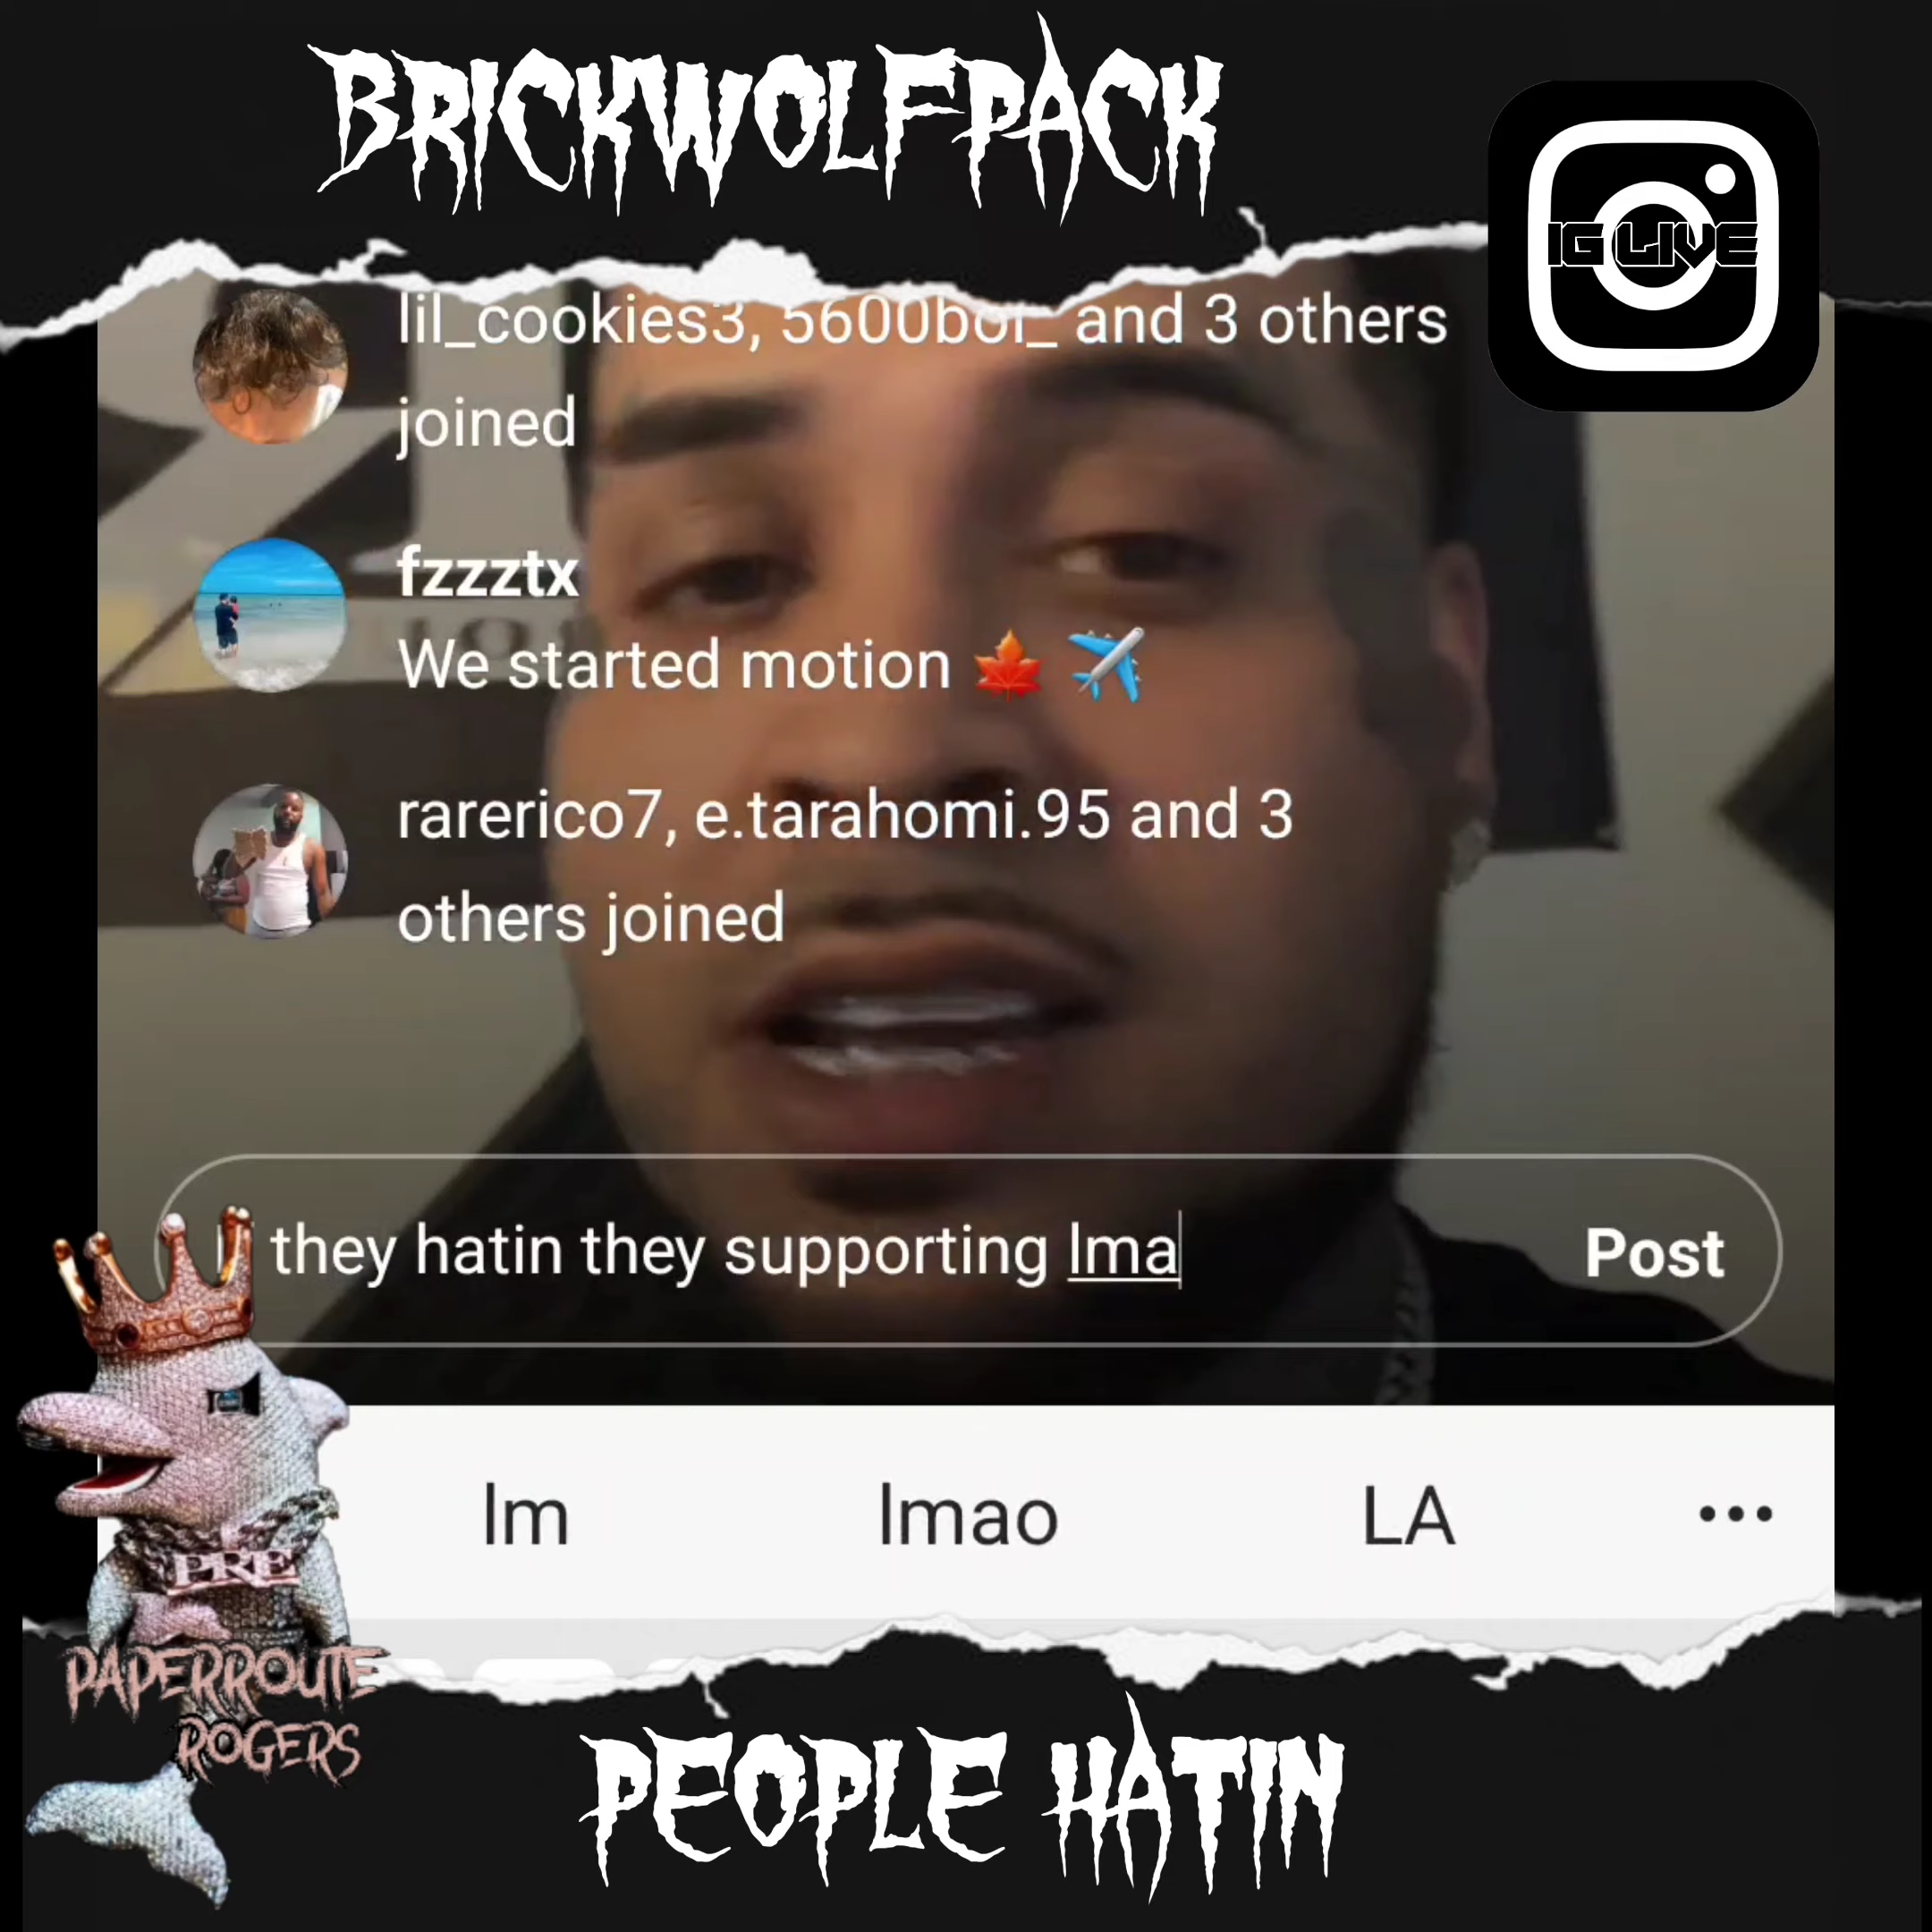 BRICKWOLFPACK
IG LIVE
lil_cookies3, 5600boi_ and 3 others
joined
fzzztx
We started motion 🍁 ✈️
rarerico7, e.tarahomi.95 and 3
others joined
they hatin they supporting lma
Post
lm lmao LA •••
PRE
PAPERROUTE
ROGERS
PEOPLE HATIN